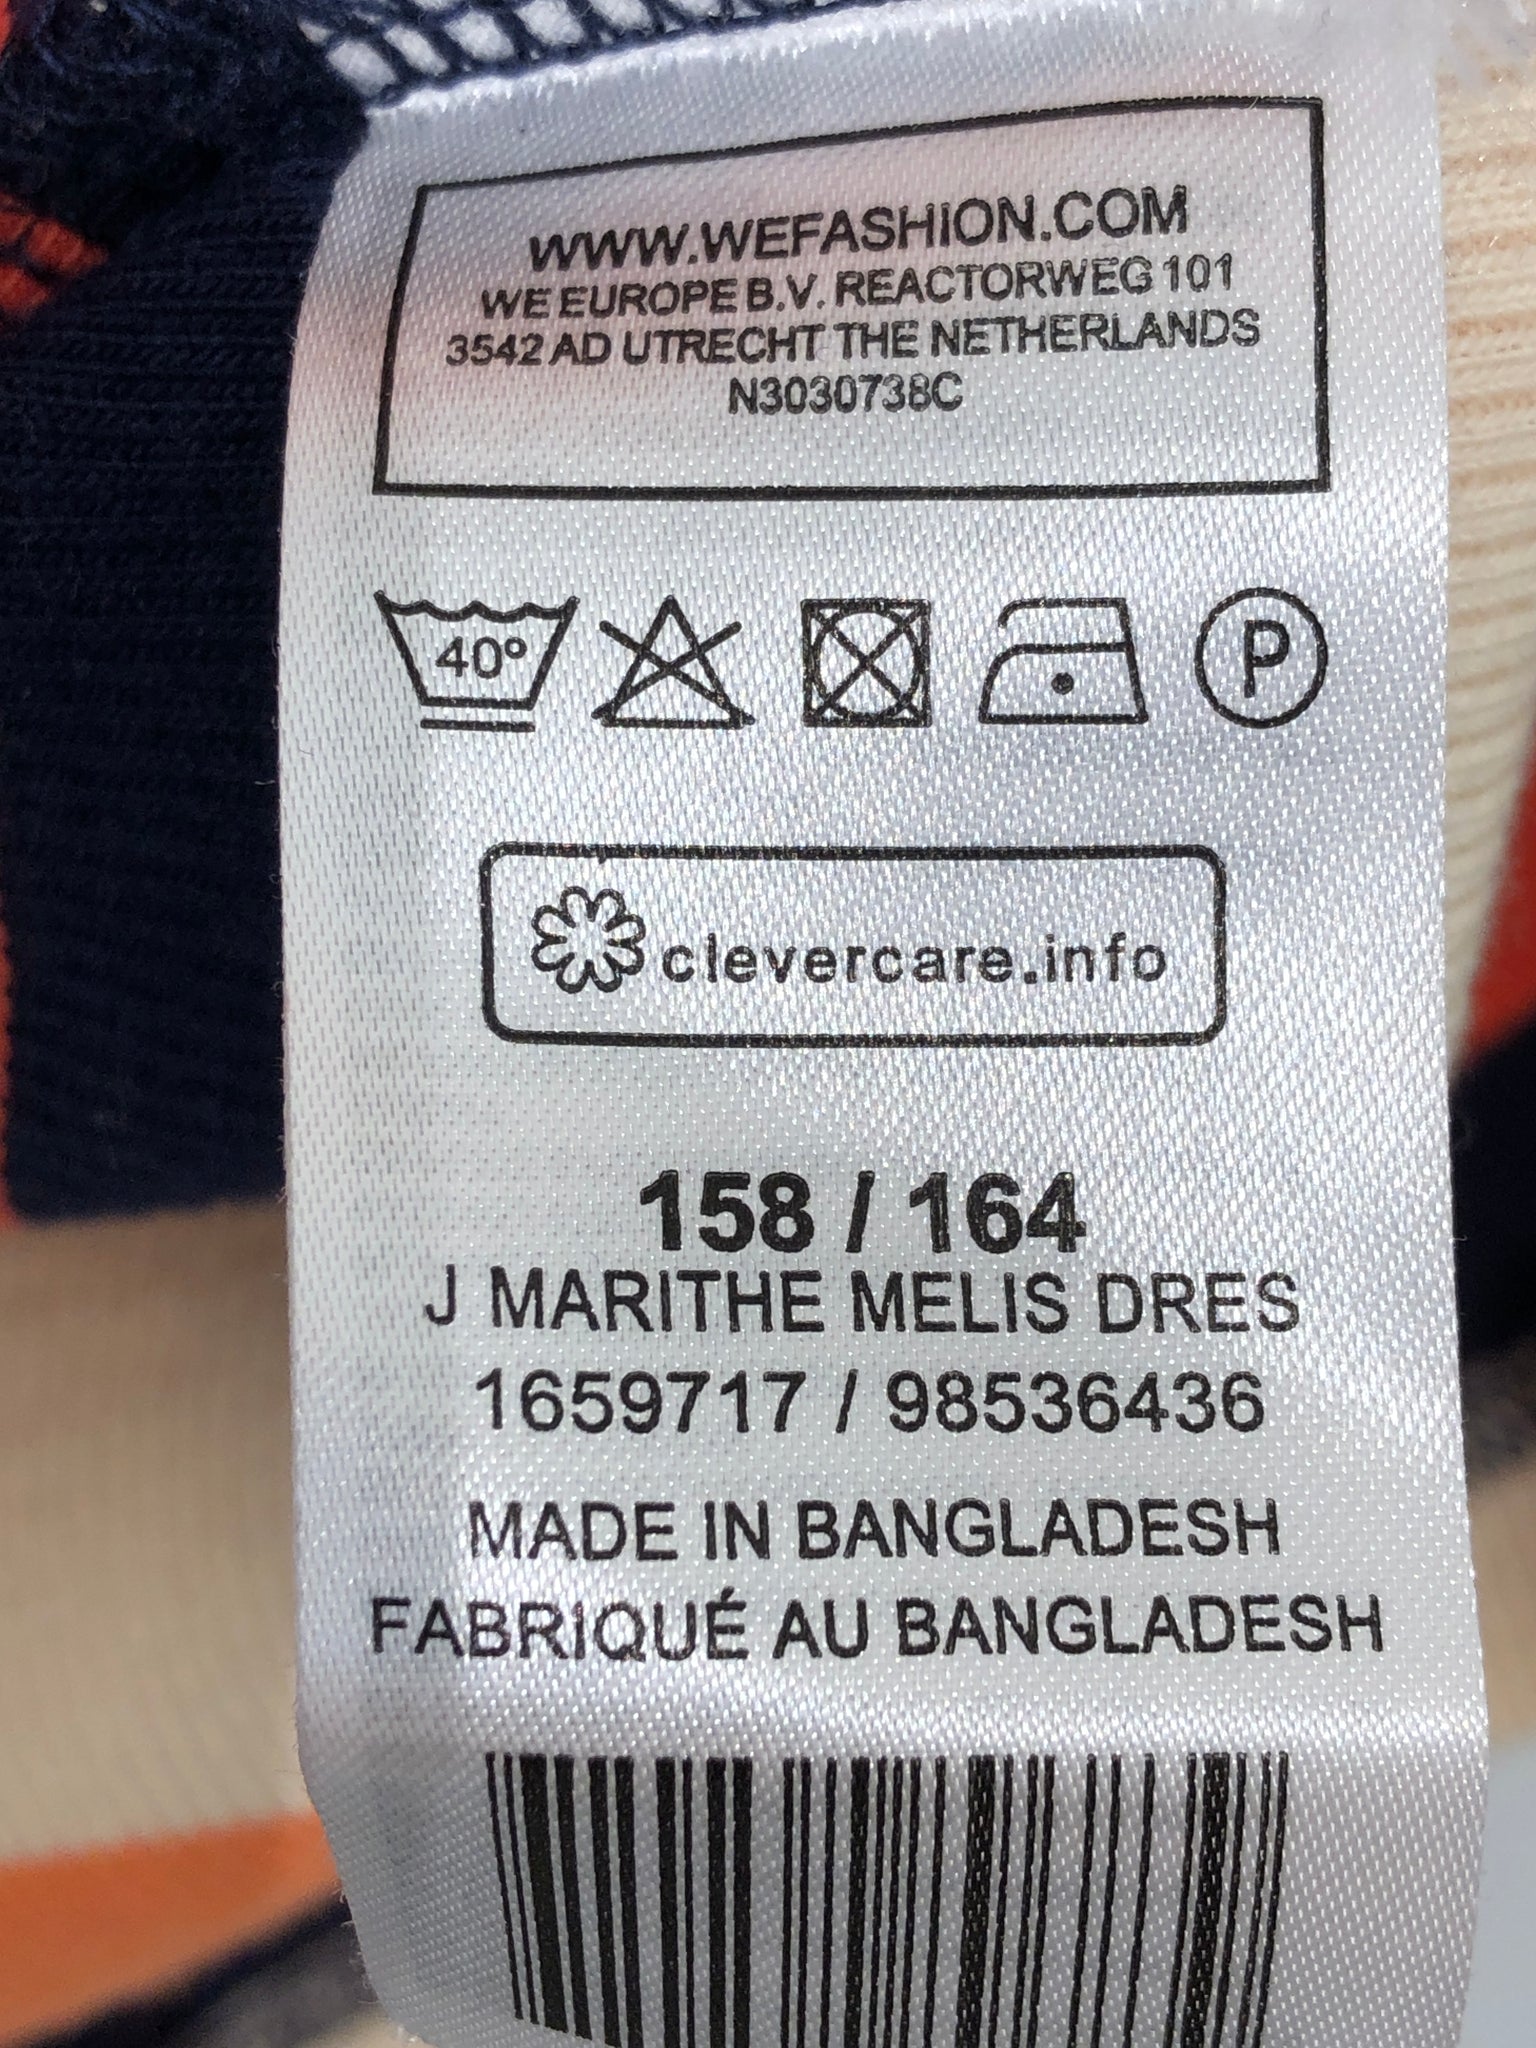 WWW.WEFASHION.COM
WE EUROPE B.V. REACTORWEG 101
3542 AD UTRECHT THE NETHERLANDS
N3030738C
40°
P
clevercare.info
158 / 164
J MARITHE MELIS DRES
1659717 / 98536436
MADE IN BANGLADESH
FABRIQUÉ AU BANGLADESH